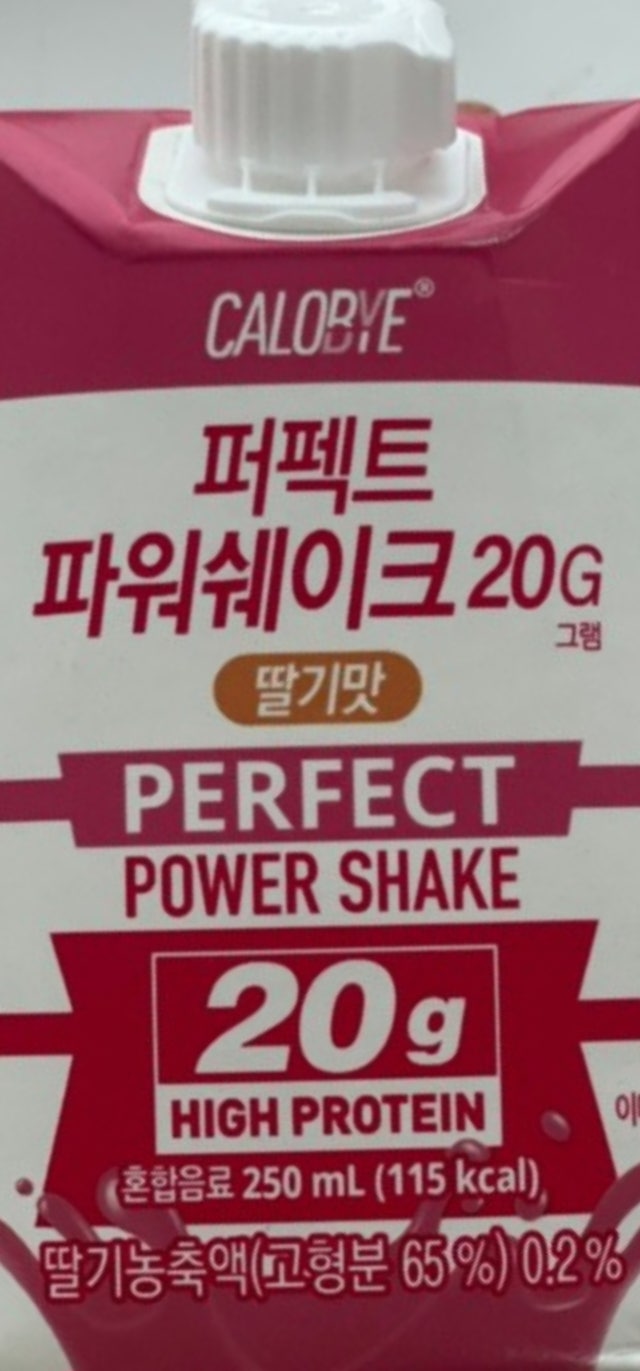 CALOBYE®
퍼펙트
파워쉐이크 20G
그램
딸기맛
PERFECT
POWER SHAKE
20g
HIGH PROTEIN
혼합음료 250 mL (115 kcal)
딸기농축액(고형분 65%) 0.2%